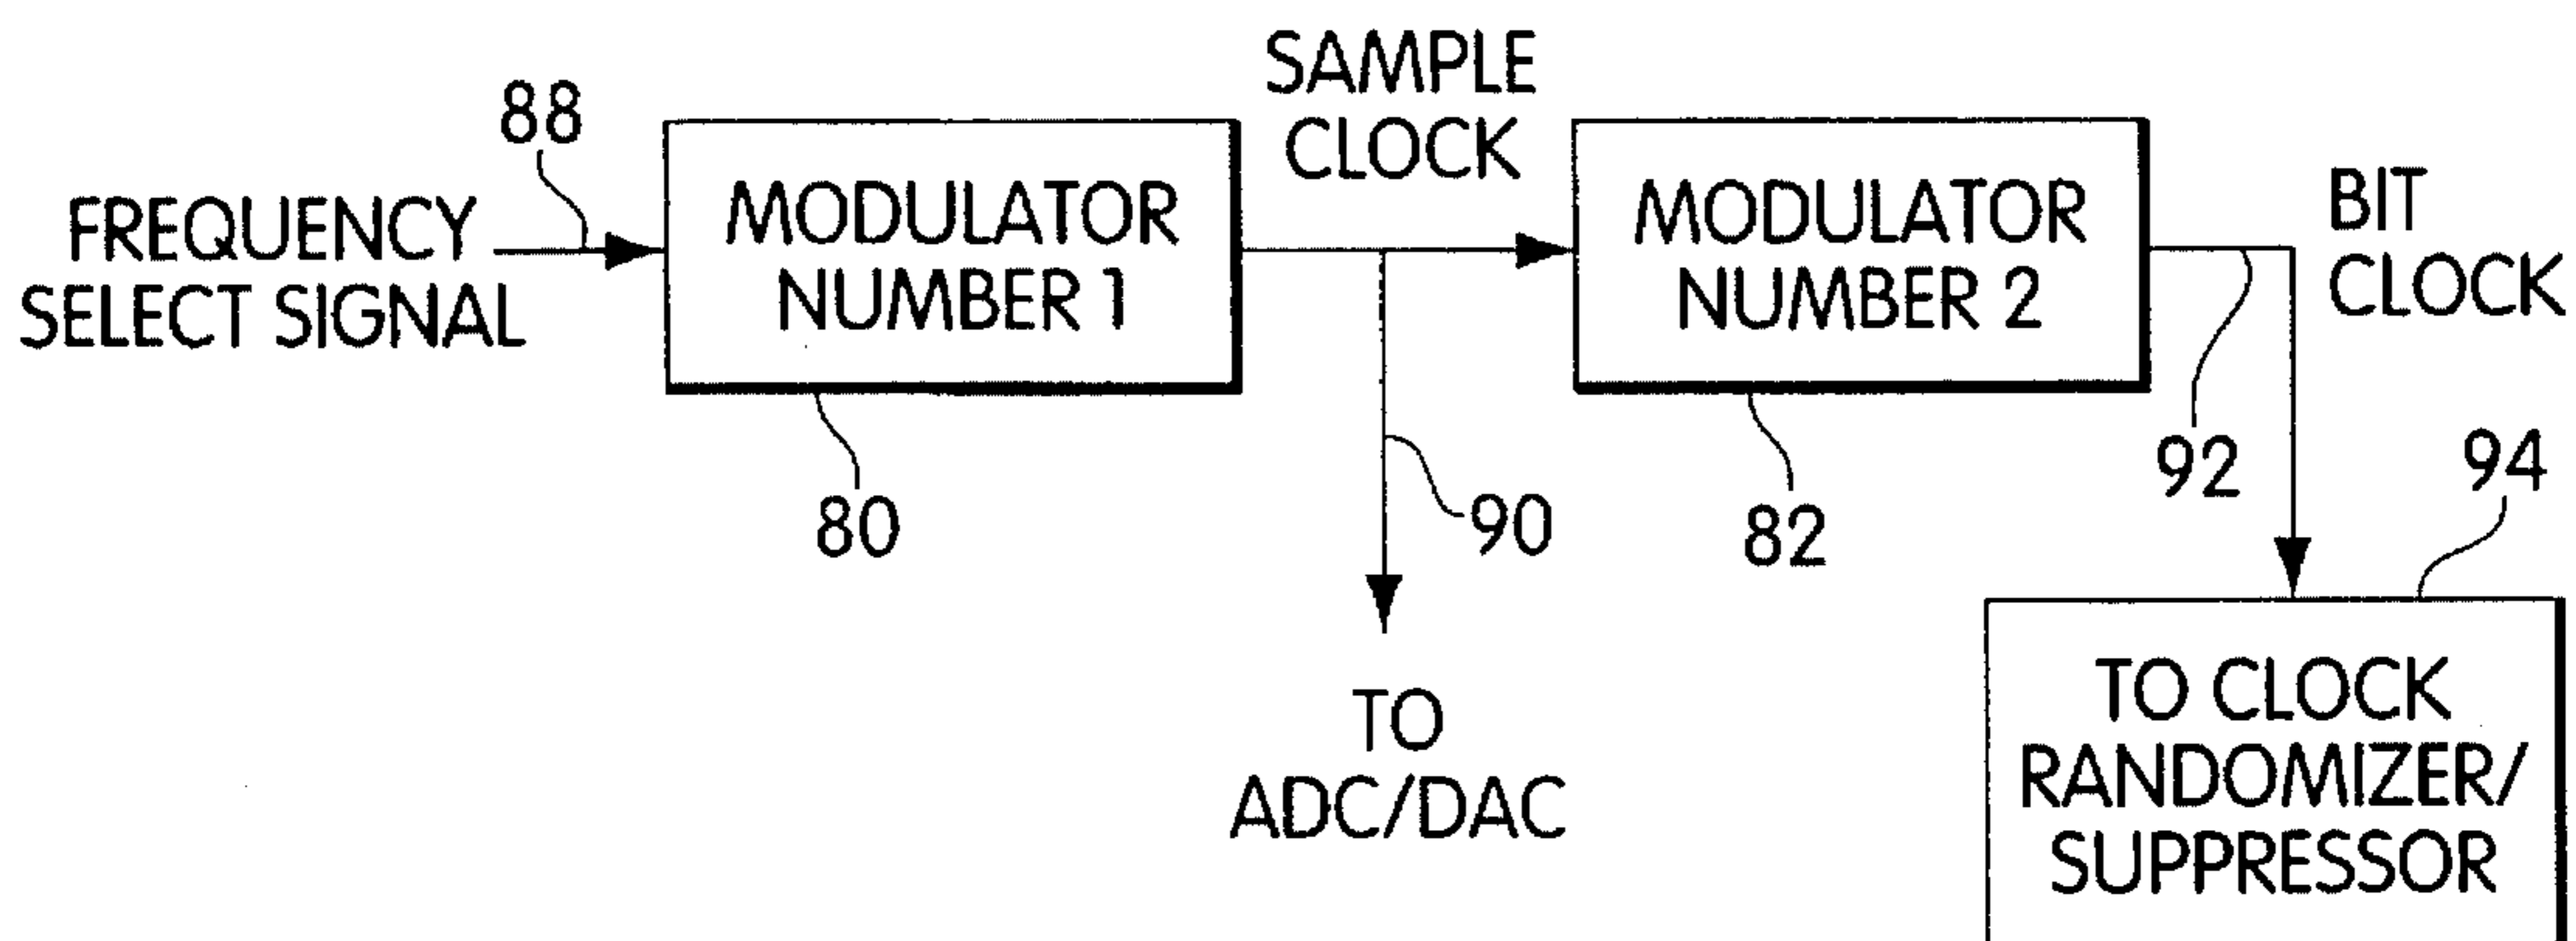 88
FREQUENCY
SELECT SIGNAL
MODULATOR
NUMBER 1
80
SAMPLE
CLOCK
90
TO
ADC/DAC
MODULATOR
NUMBER 2
82
BIT
CLOCK
92
94
TO CLOCK
RANDOMIZER/
SUPPRESSOR